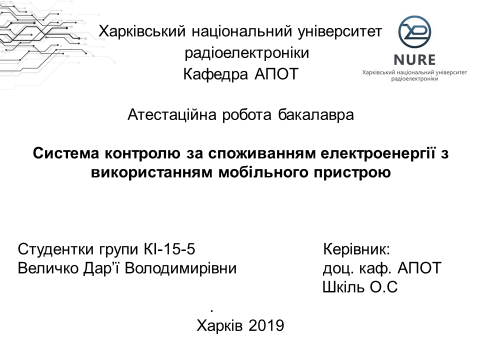 Харківський національний університет
радіоелектроніки
Кафедра АПОТ
NURE
Харківський національний університет
радіоелектроніки
Атестаційна робота бакалавра
Система контролю за споживанням електроенергії з
використанням мобільного пристрою
Студентки групи КІ-15-5
Величко Дар’ї Володимирівни
Керівник:
доц. каф. АПОТ
Шкіль О.С
.
Харків 2019